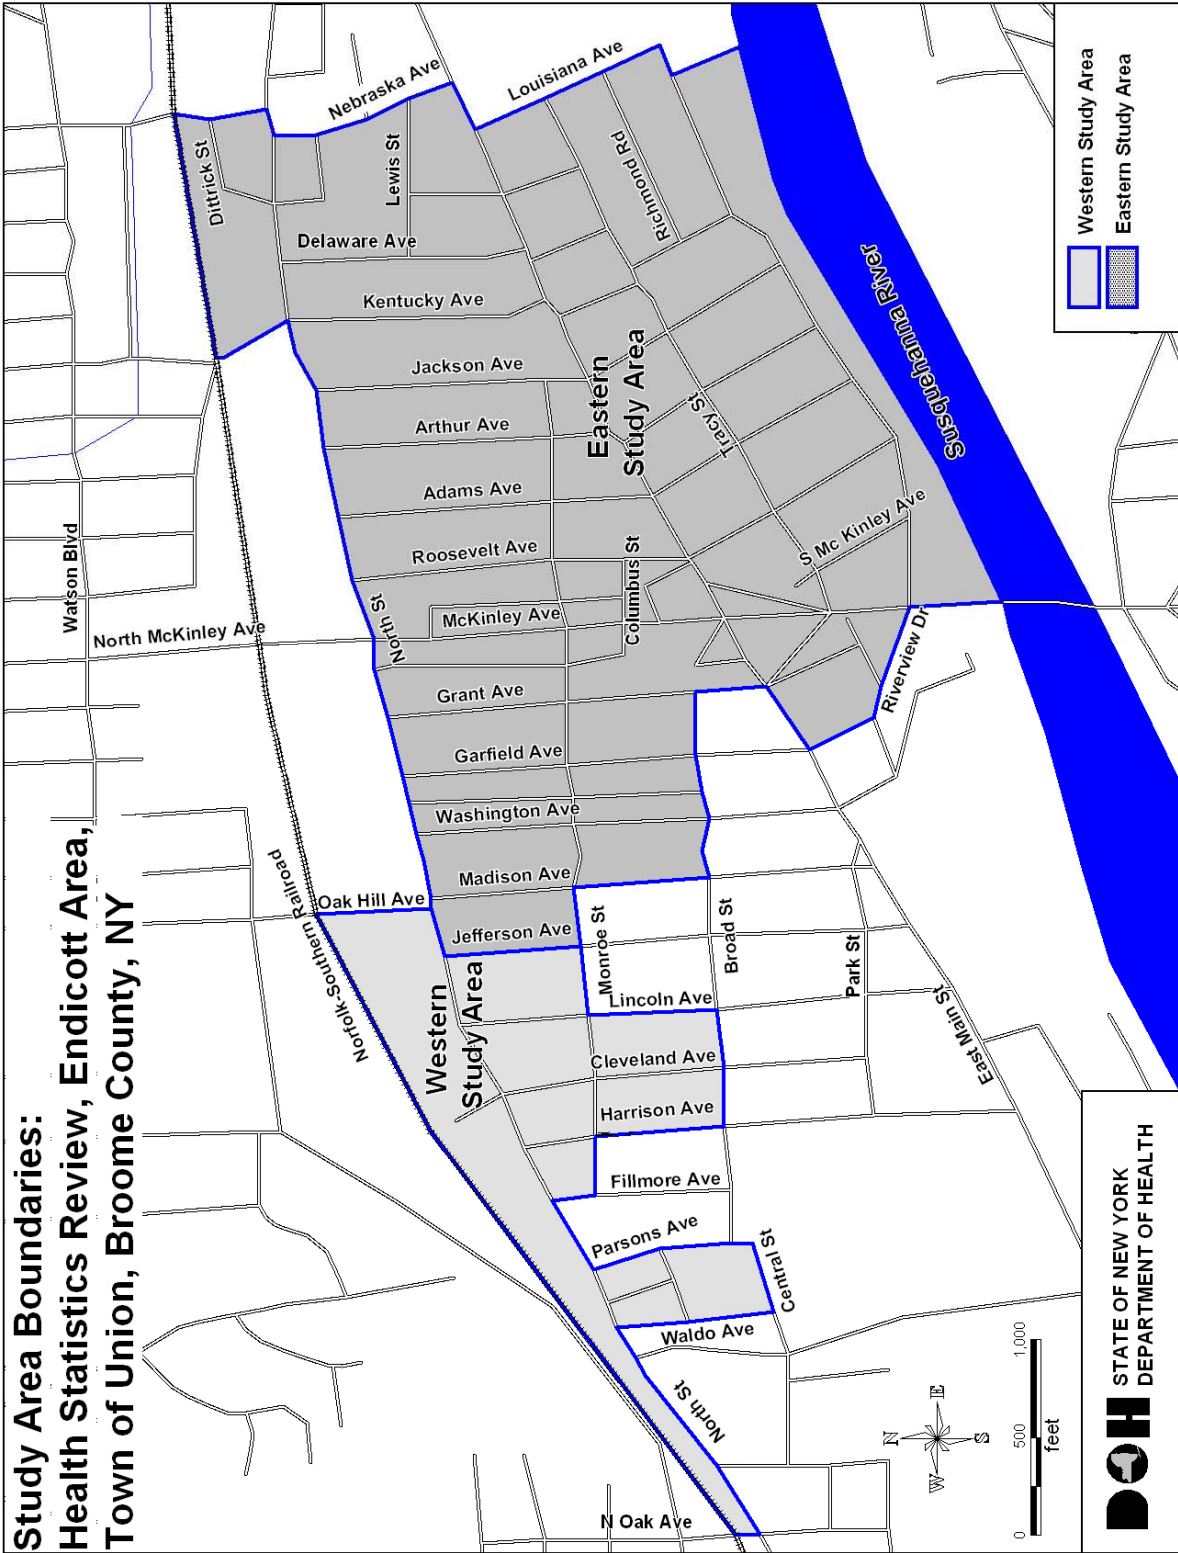 Study Area Boundaries:
Health Statistics Review, Endicott Area,
Town of Union, Broome County, NY
Watson Blvd
North McKinley Ave
Norfolk-Southern Railroad
Oak Hill Ave
North St
Dittrick St
Nebraska Ave
Lewis St
Louisiana Ave
Delaware Ave
Richmond Rd
Kentucky Ave
Jackson Ave
Arthur Ave
Adams Ave
Roosevelt Ave
McKinley Ave
Columbus St
Tracy St
S Mc Kinley Ave
Eastern
Study Area
Grant Ave
Garfield Ave
Washington Ave
Madison Ave
Jefferson Ave
Riverview Dr
Susquehanna River
Western
Study Area
Monroe St
Broad St
Park St
East Main St
Lincoln Ave
Cleveland Ave
Harrison Ave
Fillmore Ave
Parsons Ave
Central St
Waldo Ave
North St
N Oak Ave
N
W
E
S
0
500
1,000
feet
Western Study Area
Eastern Study Area
DOH
STATE OF NEW YORK
DEPARTMENT OF HEALTH